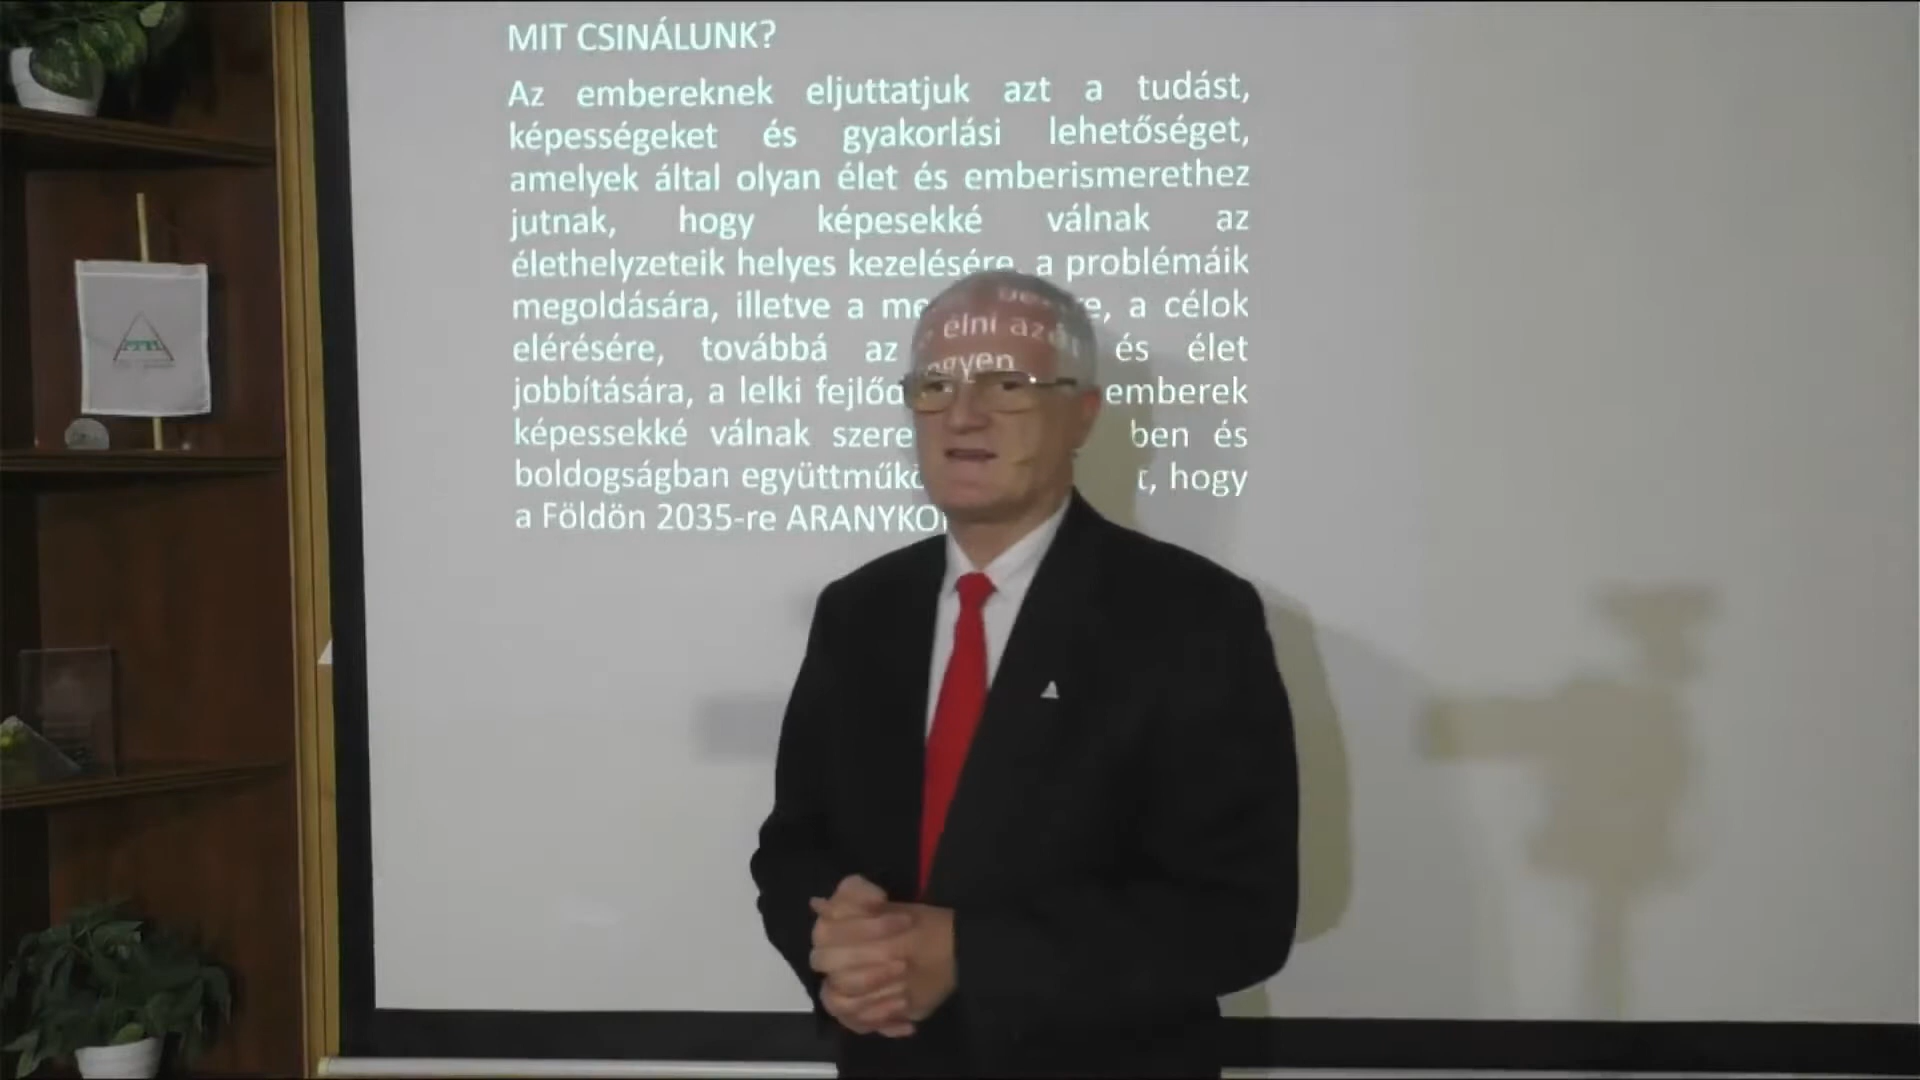 MIT CSINÁLUNK?
Az embereknek eljuttatjuk azt a tudást,
képességeket és gyakorlási lehetőséget,
amelyek által olyan élet és emberismerethez
jutnak, hogy képesekké válnak az
élethelyzeteik helyes kezelésére, a problémáik
megoldására, illetve a a célok
elérésére, továbbá az és élet
jobbítására, a lelki emberek
képessekké válnak és
boldogságban hogy
a Földön 2035-re
élni